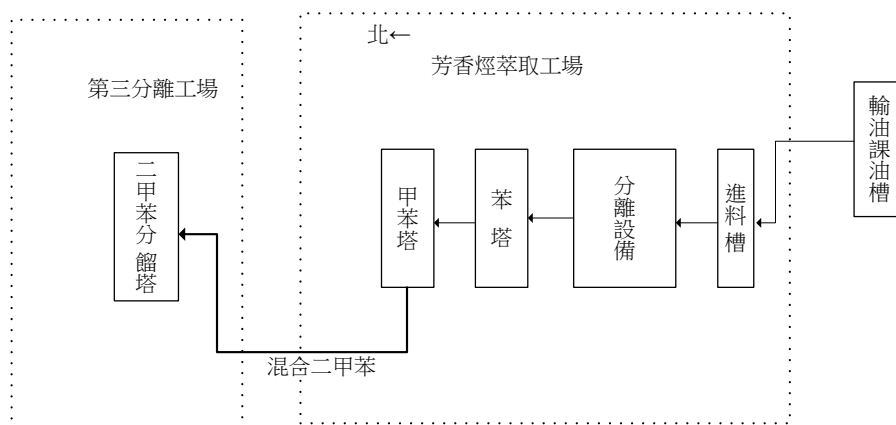 北←
芳香烴萃取工場
第三分離工場
二甲苯分餾塔
甲苯塔
苯塔
分離設備
進料槽
輸油課油槽
混合二甲苯